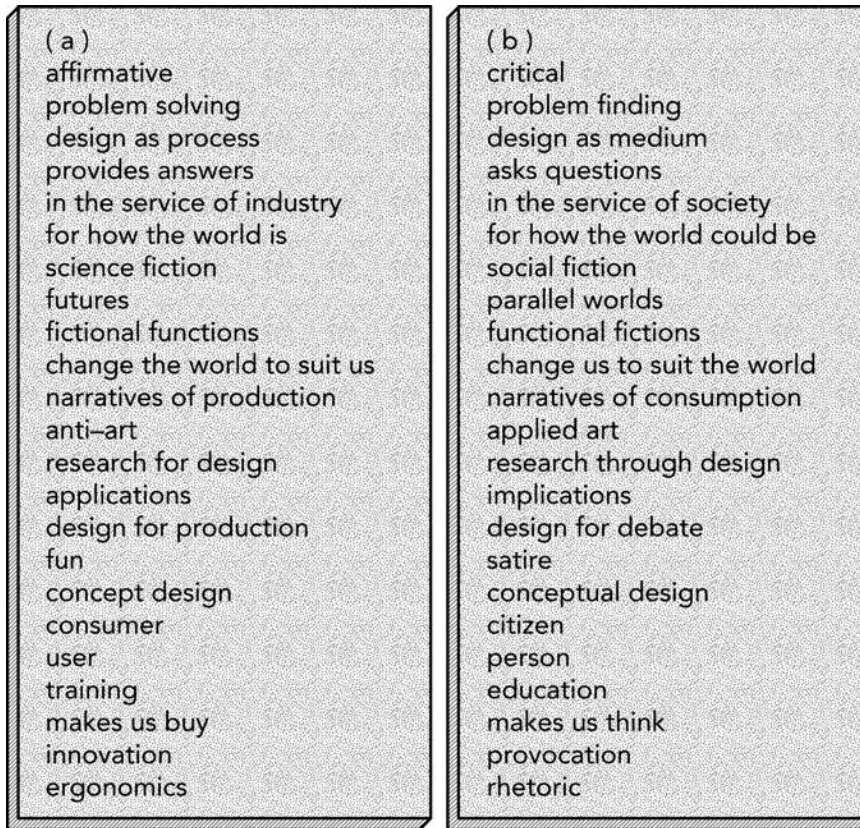 (a)
affirmative
problem solving
design as process
provides answers
in the service of industry
for how the world is
science fiction
futures
fictional functions
change the world to suit us
narratives of production
anti–art
research for design
applications
design for production
fun
concept design
consumer
user
training
makes us buy
innovation
ergonomics
(b)
critical
problem finding
design as medium
asks questions
in the service of society
for how the world could be
social fiction
parallel worlds
functional fictions
change us to suit the world
narratives of consumption
applied art
research through design
implications
design for debate
satire
conceptual design
citizen
person
education
makes us think
provocation
rhetoric